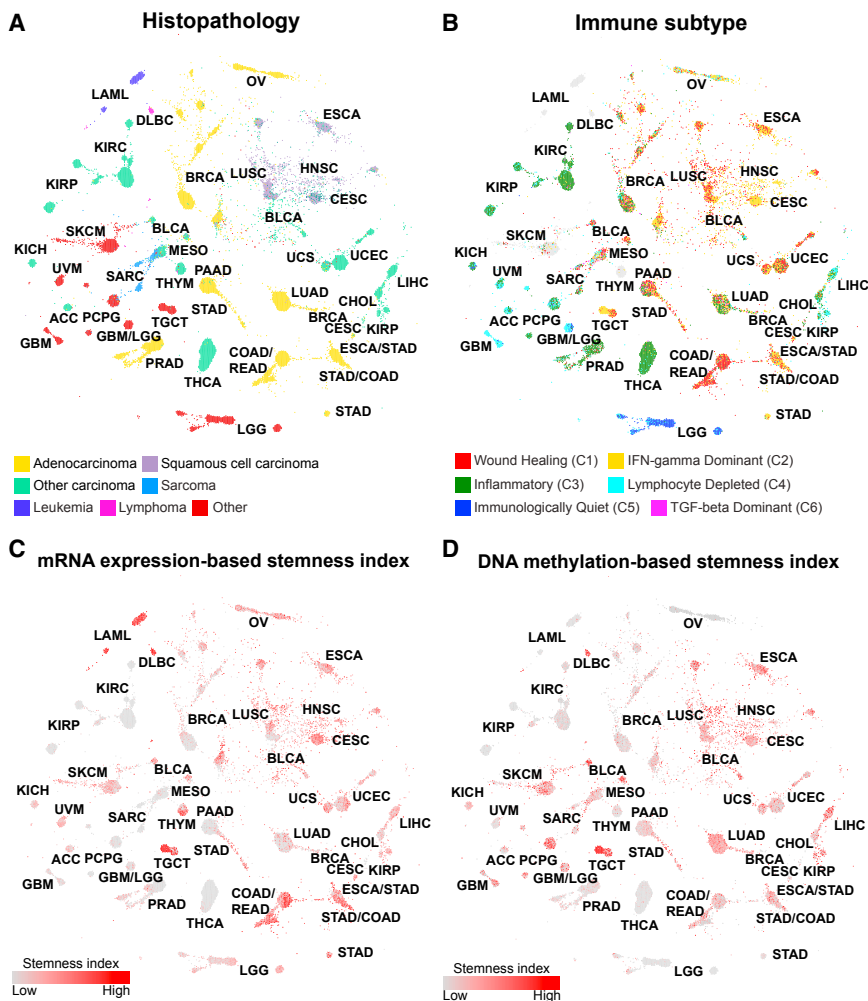 A
Histopathology
OV
LAML
DLBC
ESCA
KIRC
KIRP
BRCA
LUSC
HNSC
CESC
BLCA
SKCM
BLCA
KICH
MESO
UCS
UCEC
UVM
SARC
PAAD
THYM
LIHC
LUAD
CHOL
ACC
PCPG
STAD
BRCA
TGCT
CESC
KIRP
GBM
GBM/LGG
PRAD
COAD/
READ
ESCA/STAD
THCA
STAD/COAD
STAD
LGG
Adenocarcinoma
Squamous cell carcinoma
Other carcinoma
Sarcoma
Leukemia
Lymphoma
Other
B
Immune subtype
OV
LAML
DLBC
ESCA
KIRC
KIRP
BRCA
LUSC
HNSC
CESC
BLCA
SKCM
BLCA
KICH
MESO
UCS
UCEC
UVM
SARC
PAAD
THYM
LIHC
LUAD
CHOL
ACC
PCPG
STAD
BRCA
TGCT
CESC
KIRP
GBM
GBM/LGG
PRAD
COAD/
READ
ESCA/STAD
THCA
STAD/COAD
STAD
LGG
Wound Healing (C1)
IFN-gamma Dominant (C2)
Inflammatory (C3)
Lymphocyte Depleted (C4)
Immunologically Quiet (C5)
TGF-beta Dominant (C6)
C
mRNA expression-based stemness index
OV
LAML
DLBC
ESCA
KIRC
KIRP
BRCA
LUSC
HNSC
CESC
BLCA
SKCM
BLCA
KICH
MESO
UCS
UCEC
UVM
SARC
PAAD
THYM
LIHC
LUAD
CHOL
ACC
PCPG
STAD
BRCA
TGCT
CESC
KIRP
GBM
GBM/LGG
PRAD
COAD/
READ
ESCA/STAD
THCA
STAD/COAD
STAD
LGG
Stemness index
Low
High
D
DNA methylation-based stemness index
OV
LAML
DLBC
ESCA
KIRC
KIRP
BRCA
LUSC
HNSC
CESC
BLCA
SKCM
BLCA
KICH
MESO
UCS
UCEC
UVM
SARC
PAAD
THYM
LIHC
LUAD
CHOL
ACC
PCPG
STAD
BRCA
TGCT
CESC
KIRP
GBM
GBM/LGG
PRAD
COAD/
READ
ESCA/STAD
THCA
STAD/COAD
STAD
LGG
Stemness index
Low
High